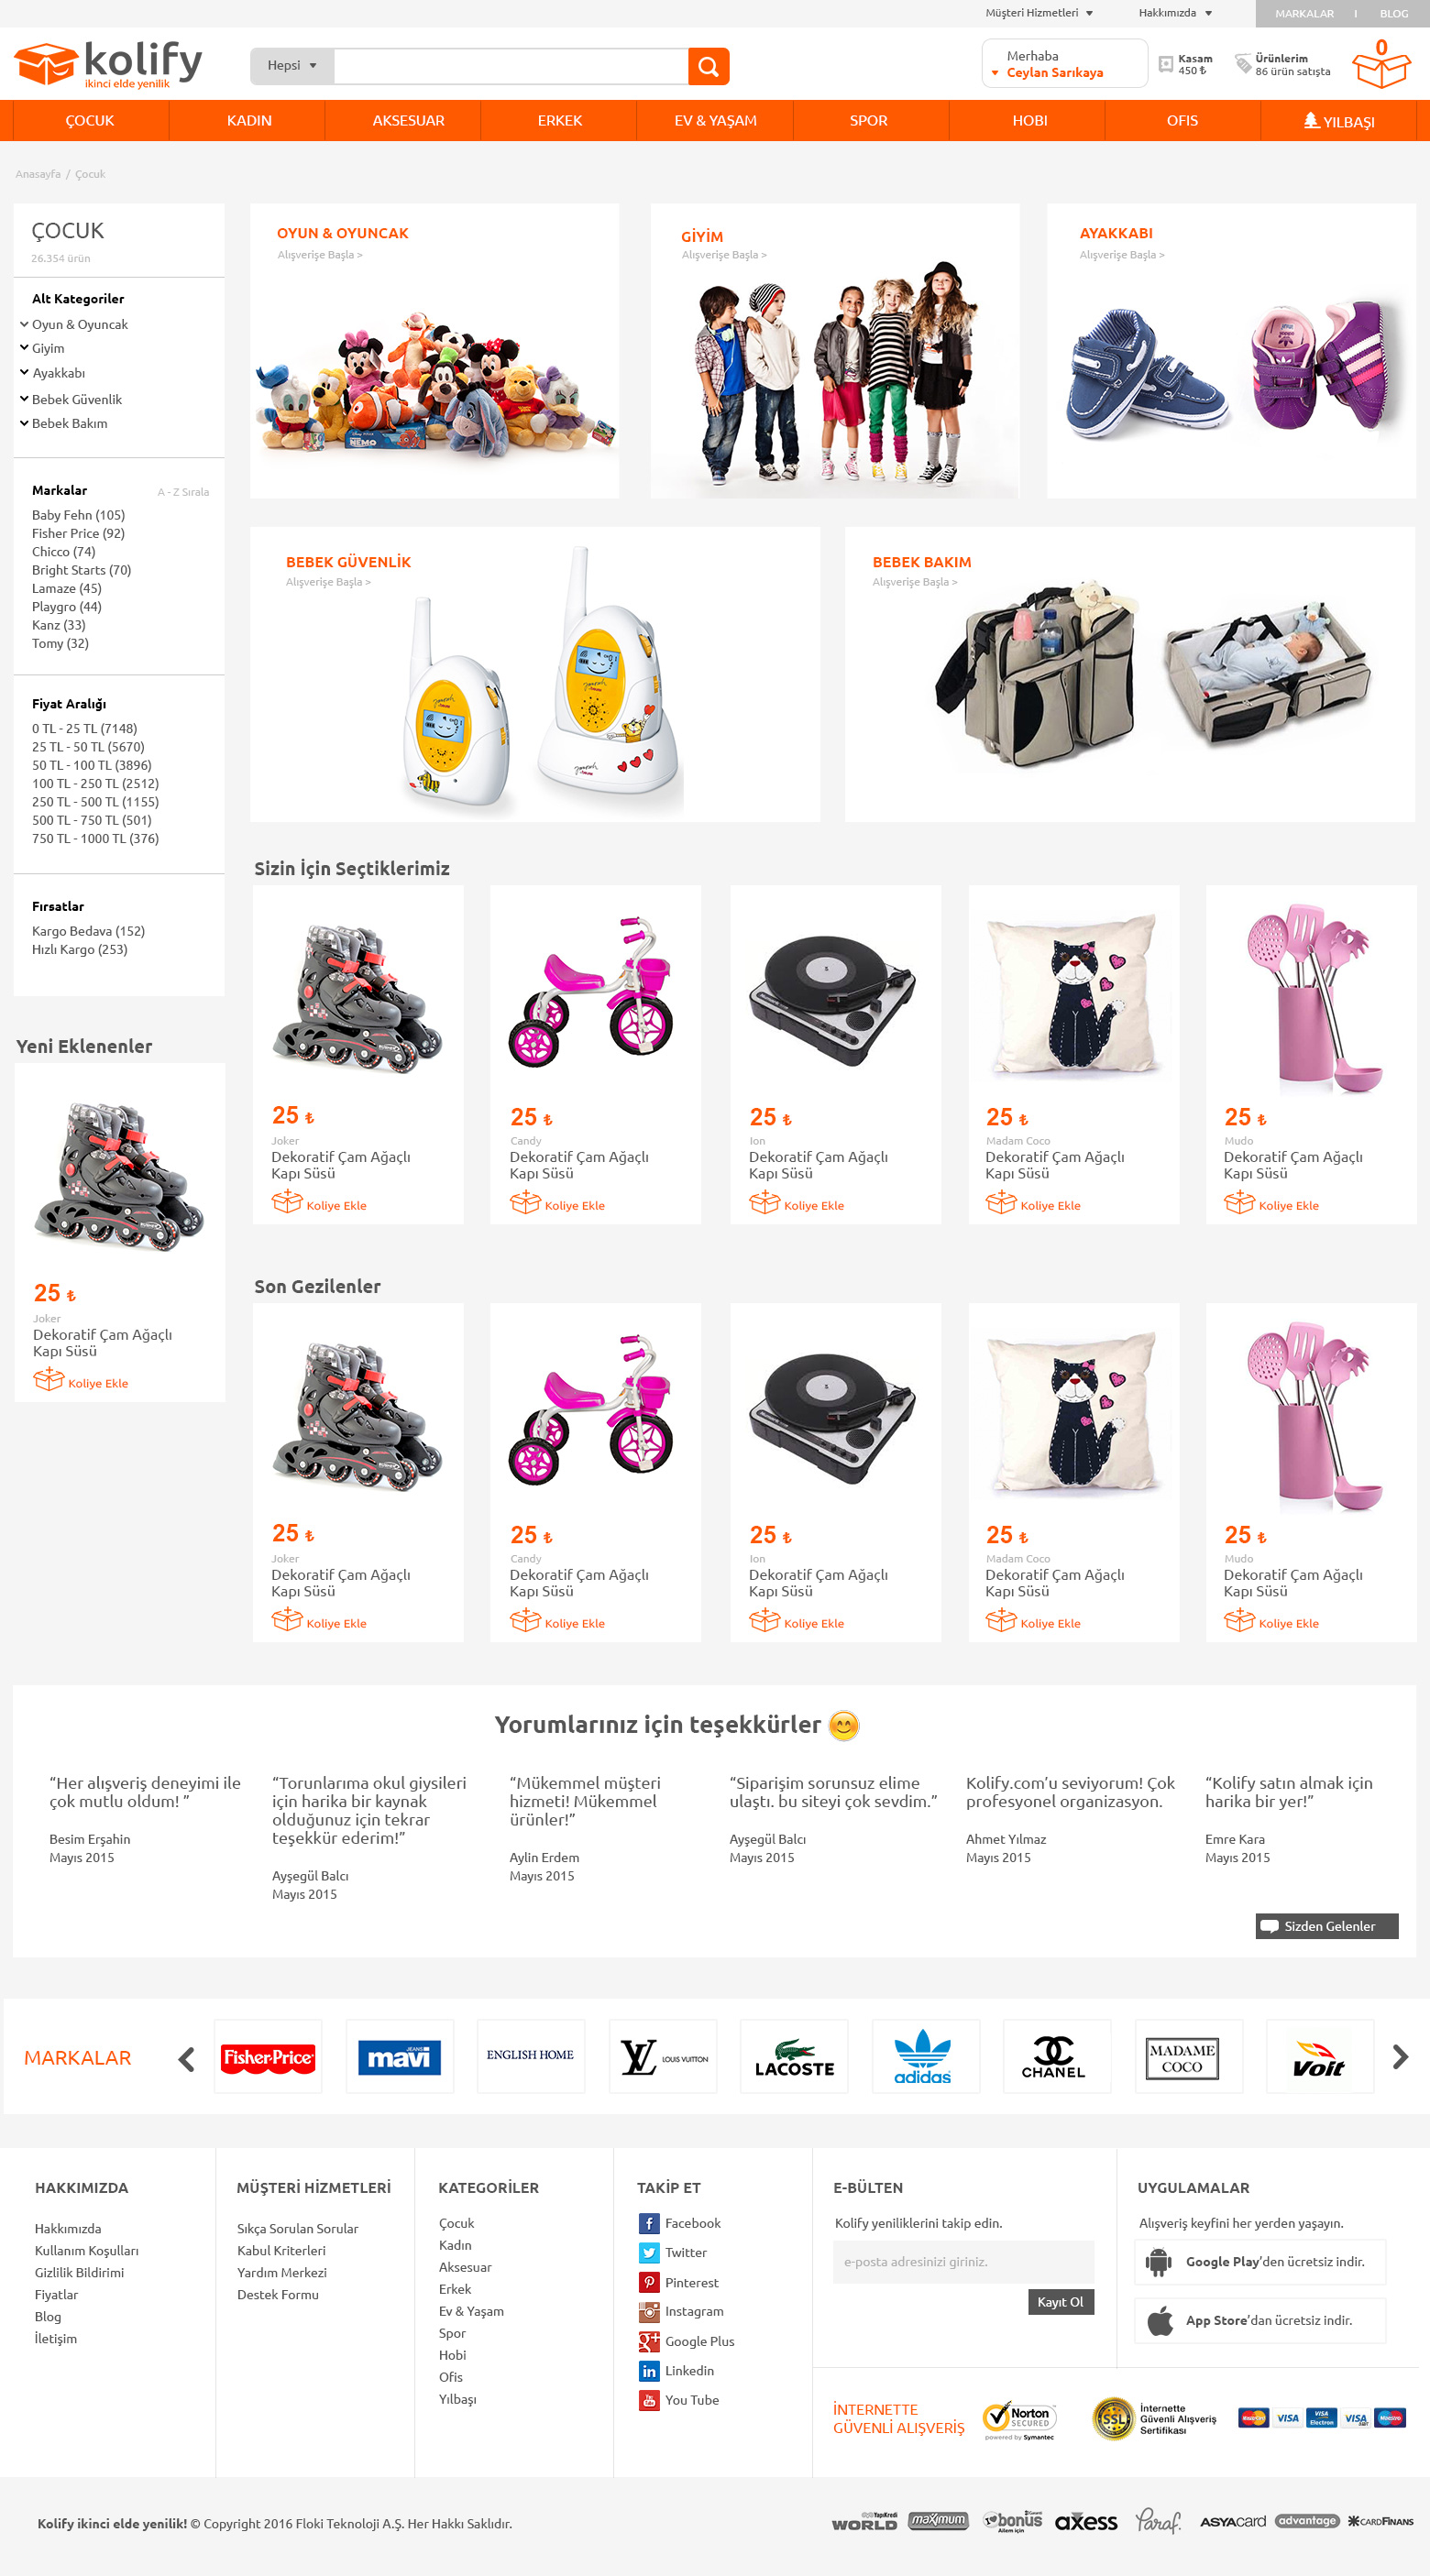 Müşteri Hizmetleri
Hakkımızda
MARKALAR I BLOG
kolify
ikinci elde yenilik
Hepsi
Merhaba
Ceylan Sarıkaya
Kasam
450 ₺
Ürünlerim
86 ürün satışta
0
ÇOCUK KADIN AKSESUAR ERKEK EV & YAŞAM SPOR HOBI OFIS YILBAŞI
Anasayfa / Çocuk
ÇOCUK
26.354 ürün
Alt Kategoriler
Oyun & Oyuncak
Giyim
Ayakkabı
Bebek Güvenlik
Bebek Bakım
Markalar
A - Z Sırala
Baby Fehn (105)
Fisher Price (92)
Chicco (74)
Bright Starts (70)
Lamaze (45)
Playgro (44)
Kanz (33)
Tomy (32)
Fiyat Aralığı
0 TL - 25 TL (7148)
25 TL - 50 TL (5670)
50 TL - 100 TL (3896)
100 TL - 250 TL (2512)
250 TL - 500 TL (1155)
500 TL - 750 TL (501)
750 TL - 1000 TL (376)
Fırsatlar
Kargo Bedava (152)
Hızlı Kargo (253)
Yeni Eklenenler
25 ₺
Joker
Dekoratif Çam Ağaçlı
Kapı Süsü
Koliye Ekle
OYUN & OYUNCAK
Alışverişe Başla >
NEMO
GİYİM
Alışverişe Başla >
AYAKKABI
Alışverişe Başla >
BEBEK GÜVENLİK
Alışverişe Başla >
BEBEK BAKIM
Alışverişe Başla >
Sizin İçin Seçtiklerimiz
25 ₺
Joker
Dekoratif Çam Ağaçlı
Kapı Süsü
Koliye Ekle
25 ₺
Candy
Dekoratif Çam Ağaçlı
Kapı Süsü
Koliye Ekle
25 ₺
Ion
Dekoratif Çam Ağaçlı
Kapı Süsü
Koliye Ekle
25 ₺
Madam Coco
Dekoratif Çam Ağaçlı
Kapı Süsü
Koliye Ekle
25 ₺
Mudo
Dekoratif Çam Ağaçlı
Kapı Süsü
Koliye Ekle
Son Gezilenler
25 ₺
Joker
Dekoratif Çam Ağaçlı
Kapı Süsü
Koliye Ekle
25 ₺
Candy
Dekoratif Çam Ağaçlı
Kapı Süsü
Koliye Ekle
25 ₺
Ion
Dekoratif Çam Ağaçlı
Kapı Süsü
Koliye Ekle
25 ₺
Madam Coco
Dekoratif Çam Ağaçlı
Kapı Süsü
Koliye Ekle
25 ₺
Mudo
Dekoratif Çam Ağaçlı
Kapı Süsü
Koliye Ekle
Yorumlarınız için teşekkürler
“Her alışveriş deneyimi ile
çok mutlu oldum! ”
Besim Erşahin
Mayıs 2015
“Torunlarıma okul giysileri
için harika bir kaynak
olduğunuz için tekrar
teşekkür ederim!”
Ayşegül Balcı
Mayıs 2015
“Mükemmel müşteri
hizmeti! Mükemmel
ürünler!”
Aylin Erdem
Mayıs 2015
“Siparişim sorunsuz elime
ulaştı. bu siteyi çok sevdim.”
Ayşegül Balcı
Mayıs 2015
Kolify.com’u seviyorum! Çok
profesyonel organizasyon.
Ahmet Yılmaz
Mayıs 2015
“Kolify satın almak için
harika bir yer!”
Emre Kara
Mayıs 2015
Sizden Gelenler
MARKALAR
Fisher-Price
mavi JEANS
ENGLISH HOME
LV LOUIS VUITTON
LACOSTE
adidas
CHANEL
MADAME
COCO
Voit
HAKKIMIZDA
Hakkımızda
Kullanım Koşulları
Gizlilik Bildirimi
Fiyatlar
Blog
İletişim
MÜŞTERİ HİZMETLERİ
Sıkça Sorulan Sorular
Kabul Kriterleri
Yardım Merkezi
Destek Formu
KATEGORİLER
Çocuk
Kadın
Aksesuar
Erkek
Ev & Yaşam
Spor
Hobi
Ofis
Yılbaşı
TAKİP ET
Facebook
Twitter
Pinterest
Instagram
Google Plus
Linkedin
You Tube
E-BÜLTEN
Kolify yeniliklerini takip edin.
e-posta adresinizi giriniz.
Kayıt Ol
UYGULAMALAR
Alışveriş keyfini her yerden yaşayın.
Google Play’den ücretsiz indir.
App Store’dan ücretsiz indir.
İNTERNETTE
GÜVENLİ ALIŞVERİŞ
Norton
SECURED
powered by Symantec
SSL
İnternette
Güvenli Alışveriş
Sertifikası
VISA
VISA
Electron
VISA
Maestro
Kolify ikinci elde yenilik! © Copyright 2016 Floki Teknoloji A.Ş. Her Hakkı Saklıdır.
YapıKredi
WORLD
maximum
bonus
Ailem için
axess
Paraf.
ASYACARD
advantage
CARDFINANS